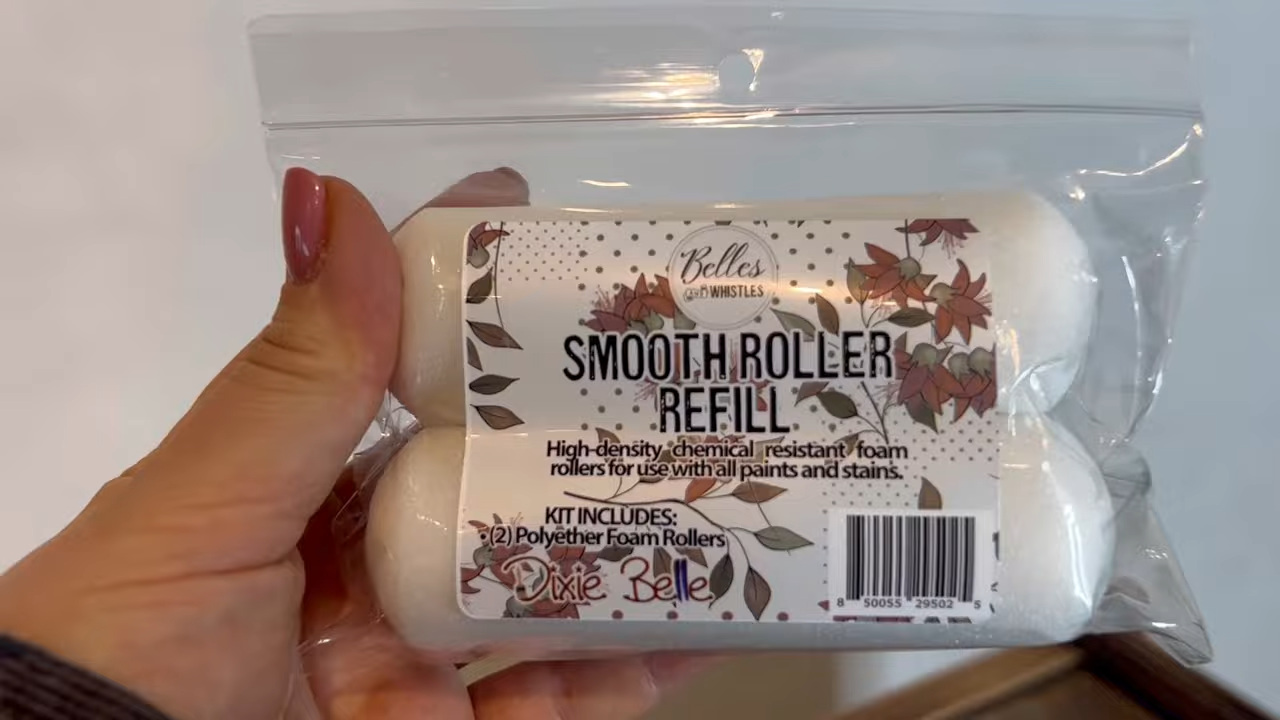 Belles
and WHISTLES
SMOOTH ROLLER
REFILL
High-density chemical resistant foam
rollers for use with all paints and stains.
KIT INCLUDES:
•(2) Polyether Foam Rollers
Dixie Belle
8 50055 29502 5